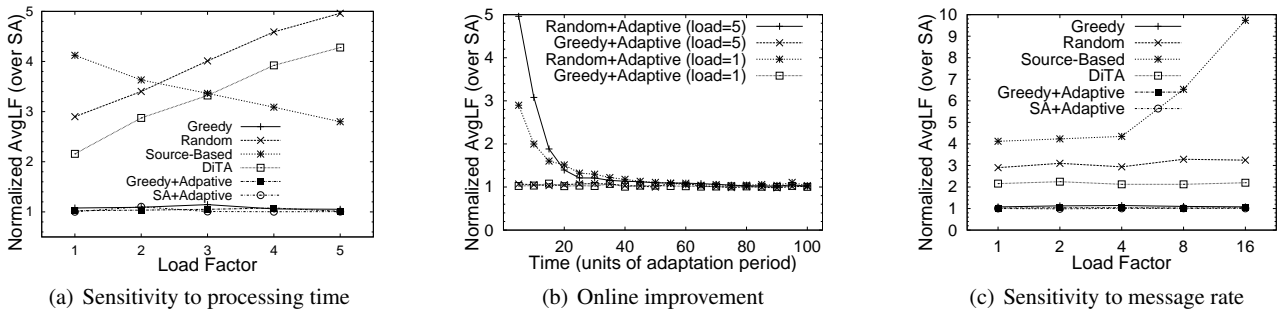 Normalized AvgLF (over SA)
5
4
3
2
1
1
2
3
4
5
Load Factor
Greedy
Random
Source-Based
DiTA
Greedy+Adpative
SA+Adaptive
(a) Sensitivity to processing time
Normalized AvgLF (over SA)
5
4
3
2
1
0
20
40
60
80
100
Time (units of adaptation period)
Random+Adaptive (load=5)
Greedy+Adaptive (load=5)
Random+Adaptive (load=1)
Greedy+Adaptive (load=1)
(b) Online improvement
Normalized AvgLF (over SA)
10
9
8
7
6
5
4
3
2
1
0
1
2
4
8
16
Load Factor
Greedy
Random
Source-Based
DiTA
Greedy+Adaptive
SA+Adaptive
(c) Sensitivity to message rate